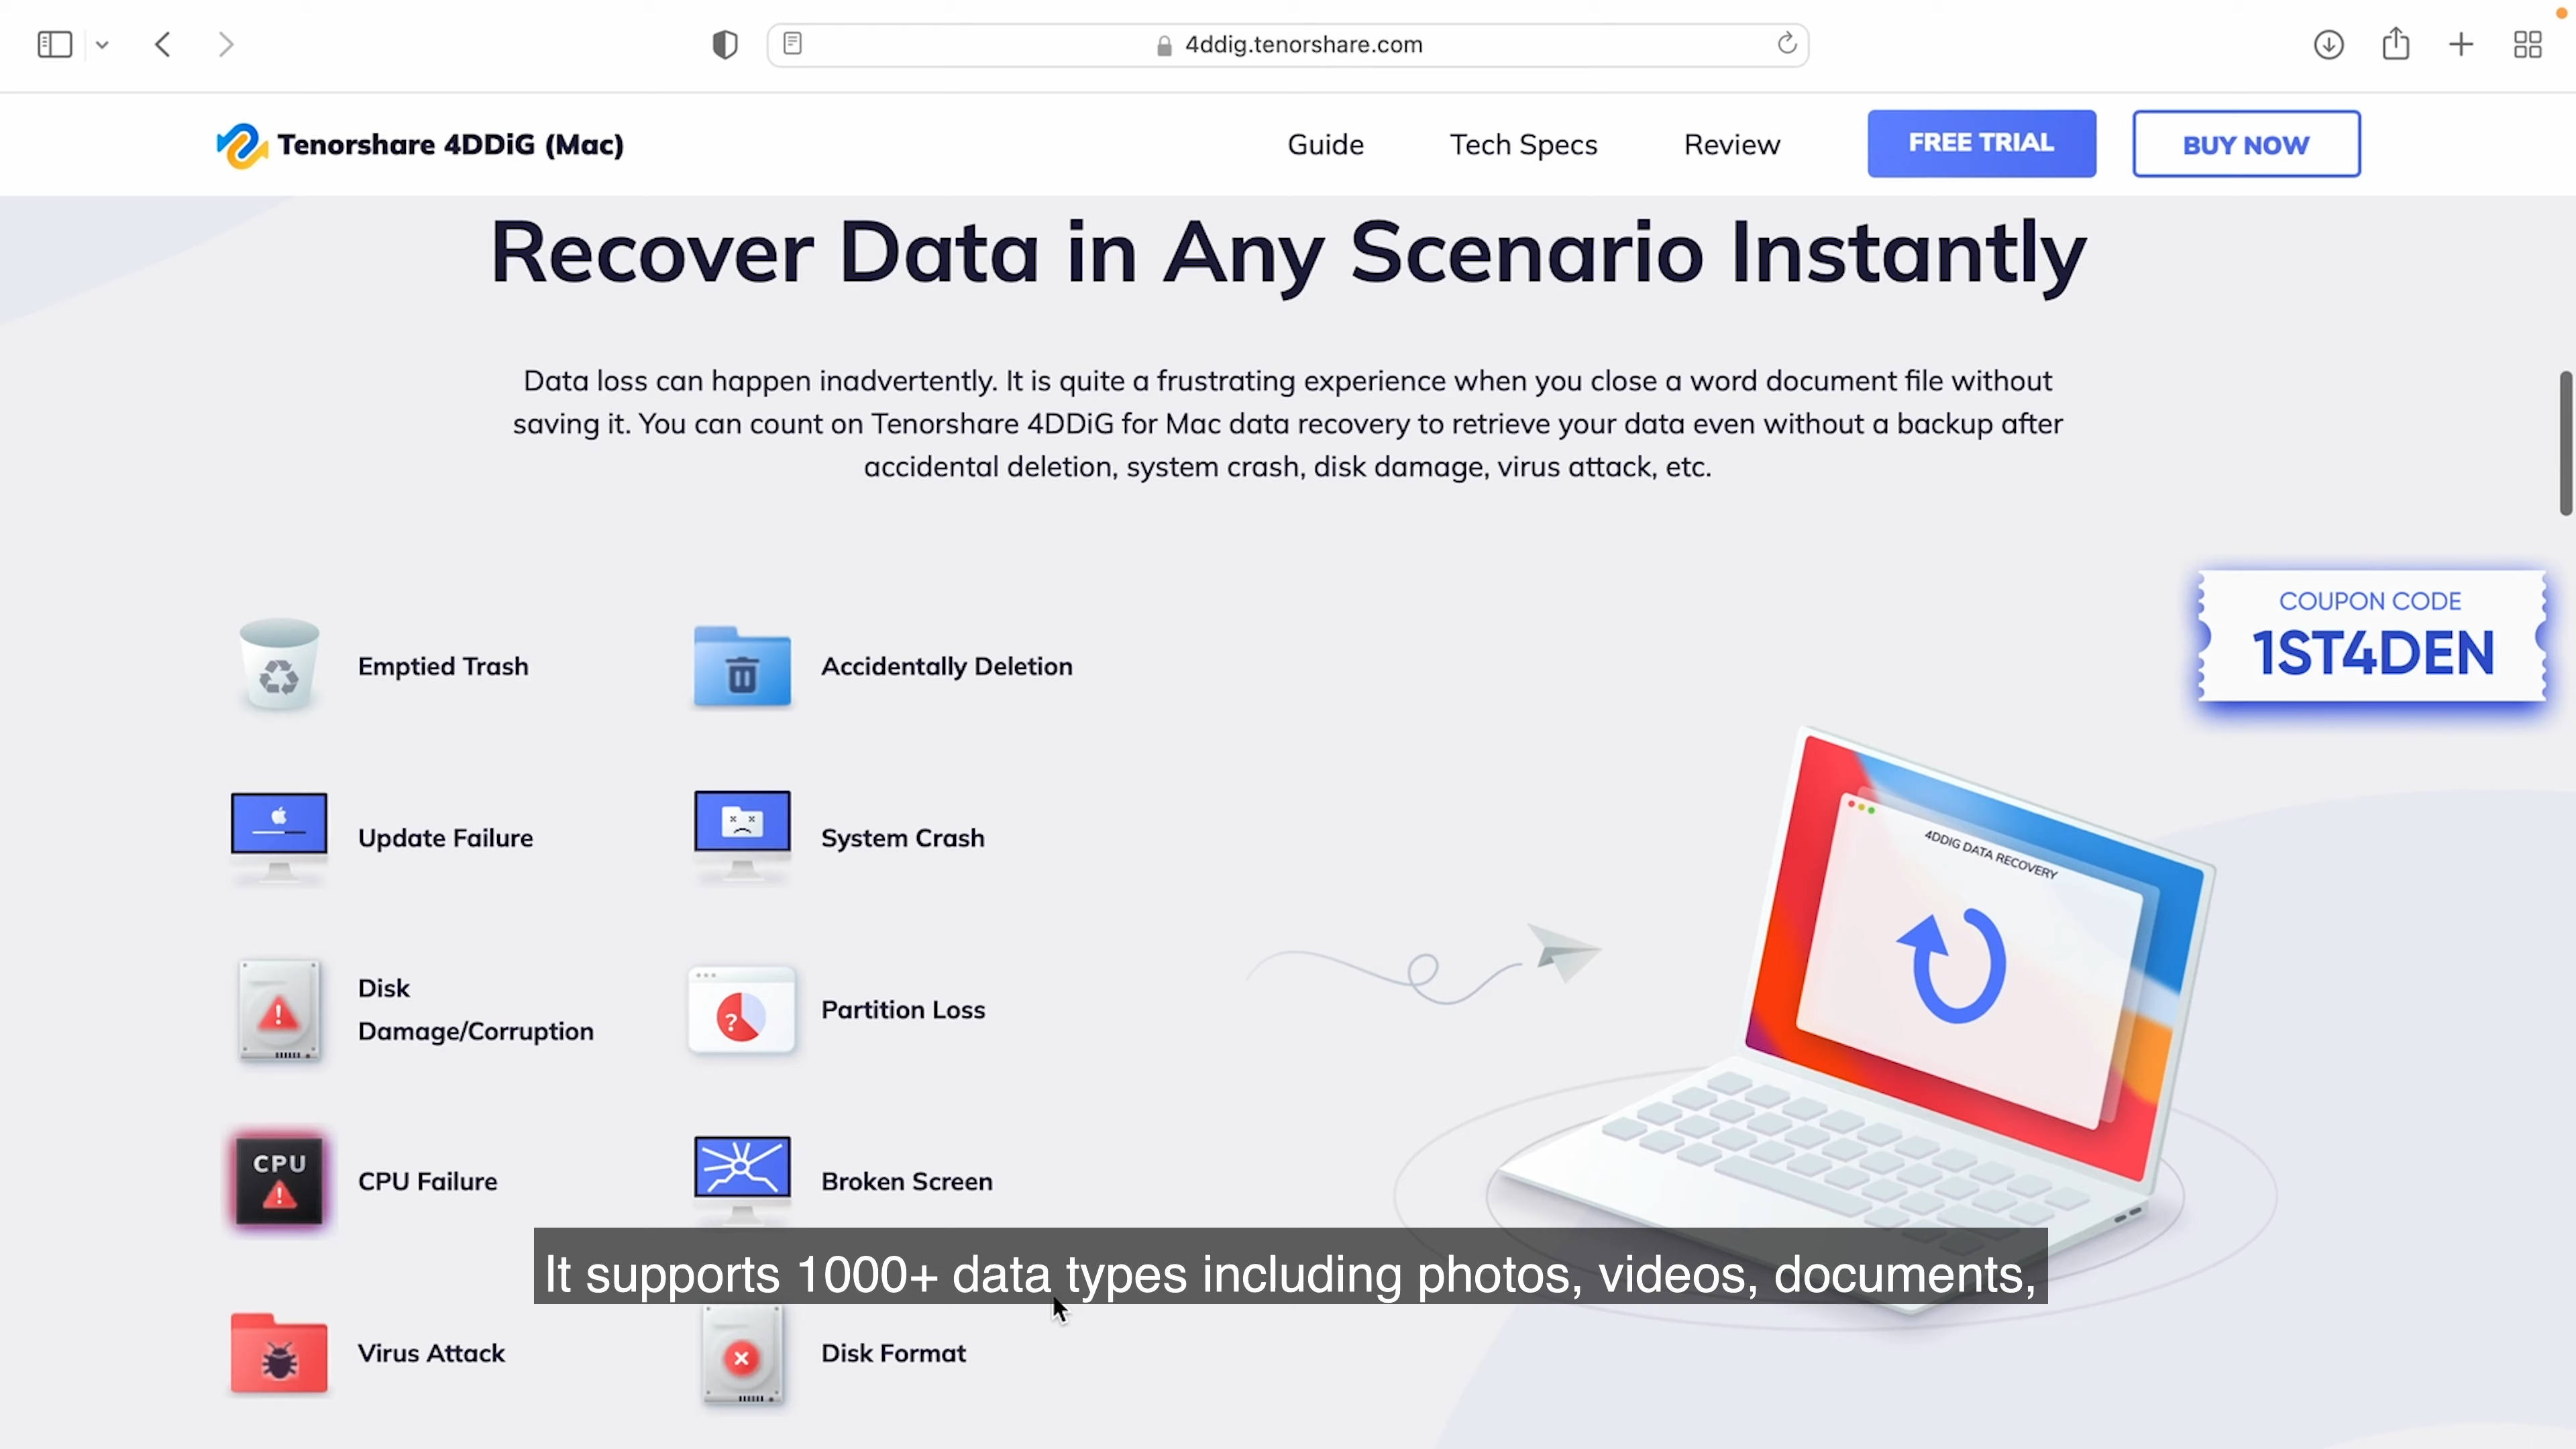 4ddig.tenorshare.com
Tenorshare 4DDiG (Mac)
Guide
Tech Specs
Review
FREE TRIAL
BUY NOW
Recover Data in Any Scenario Instantly
Data loss can happen inadvertently. It is quite a frustrating experience when you close a word document file without
saving it. You can count on Tenorshare 4DDiG for Mac data recovery to retrieve your data even without a backup after
accidental deletion, system crash, disk damage, virus attack, etc.
COUPON CODE
1ST4DEN
Emptied Trash
Accidentally Deletion
Update Failure
System Crash
4DDIG DATA RECOVERY
Disk
Damage/Corruption
Partition Loss
CPU
CPU Failure
Broken Screen
It supports 1000+ data types including photos, videos, documents,
Virus Attack
Disk Format